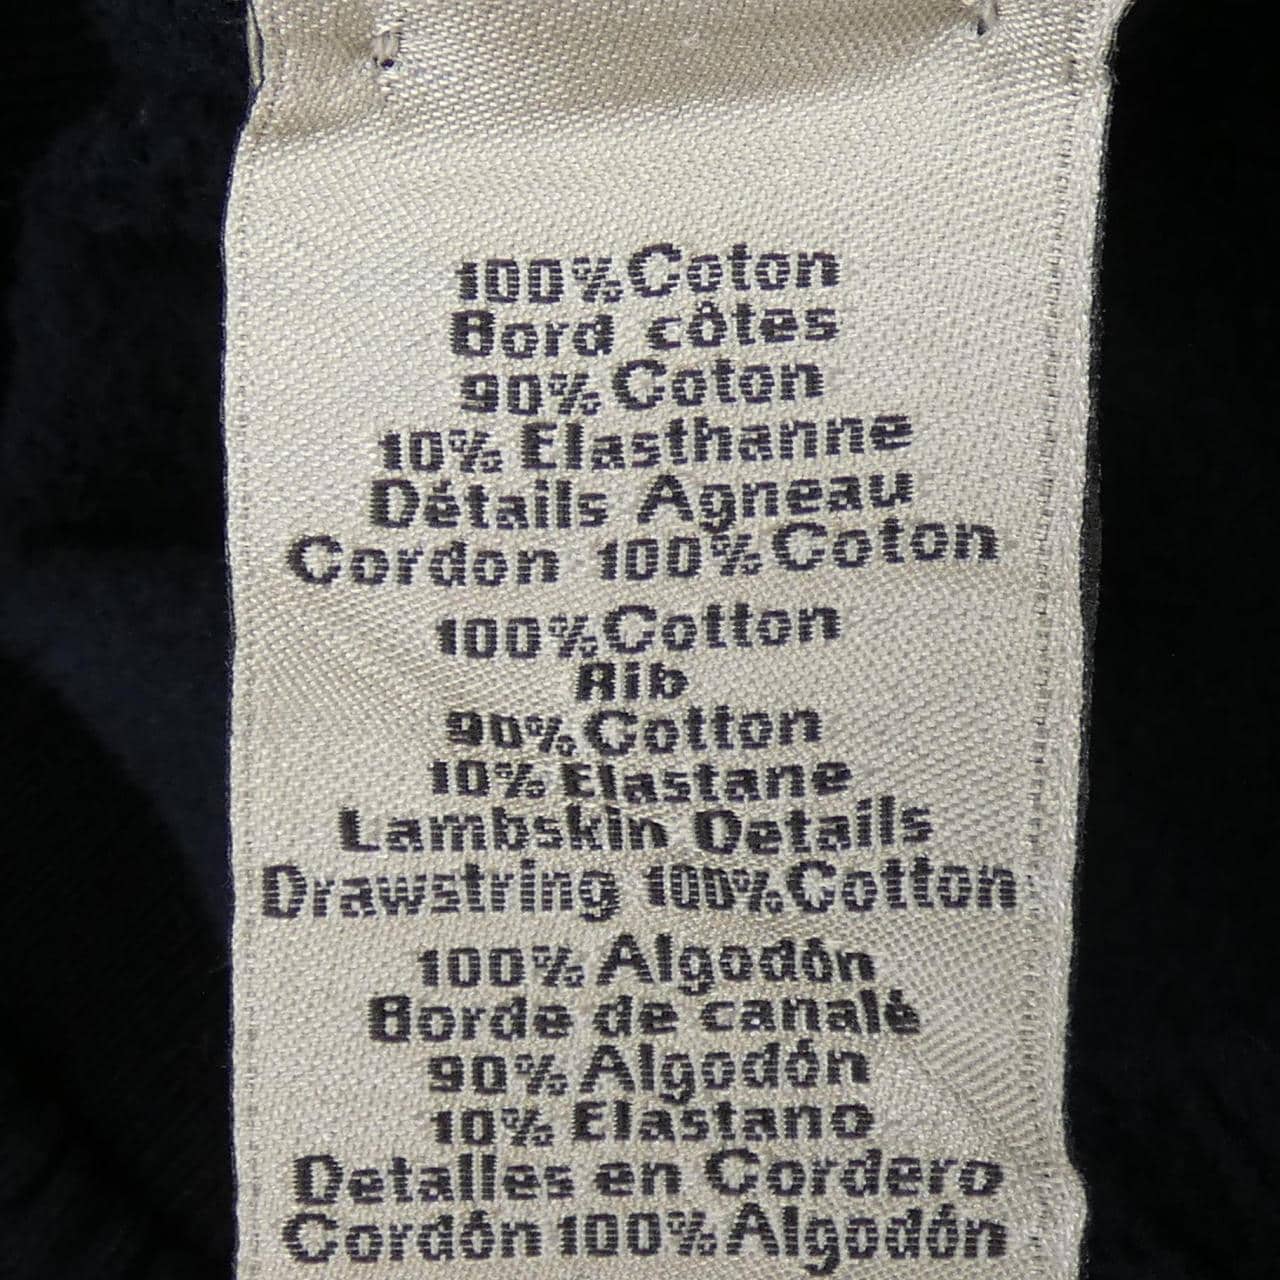 100% Coton
Bord côtes
90% Coton
10% Elasthanne
Détails Agneau
Cordon 100% Coton
100% Cotton
Rib
90% Cotton
10% Elastane
Lambskin Details
Drawstring 100% Cotton
100% Algodón
Borde de canalé
90% Algodón
10% Elastano
Detalles en Cordero
Cordón 100% Algodón